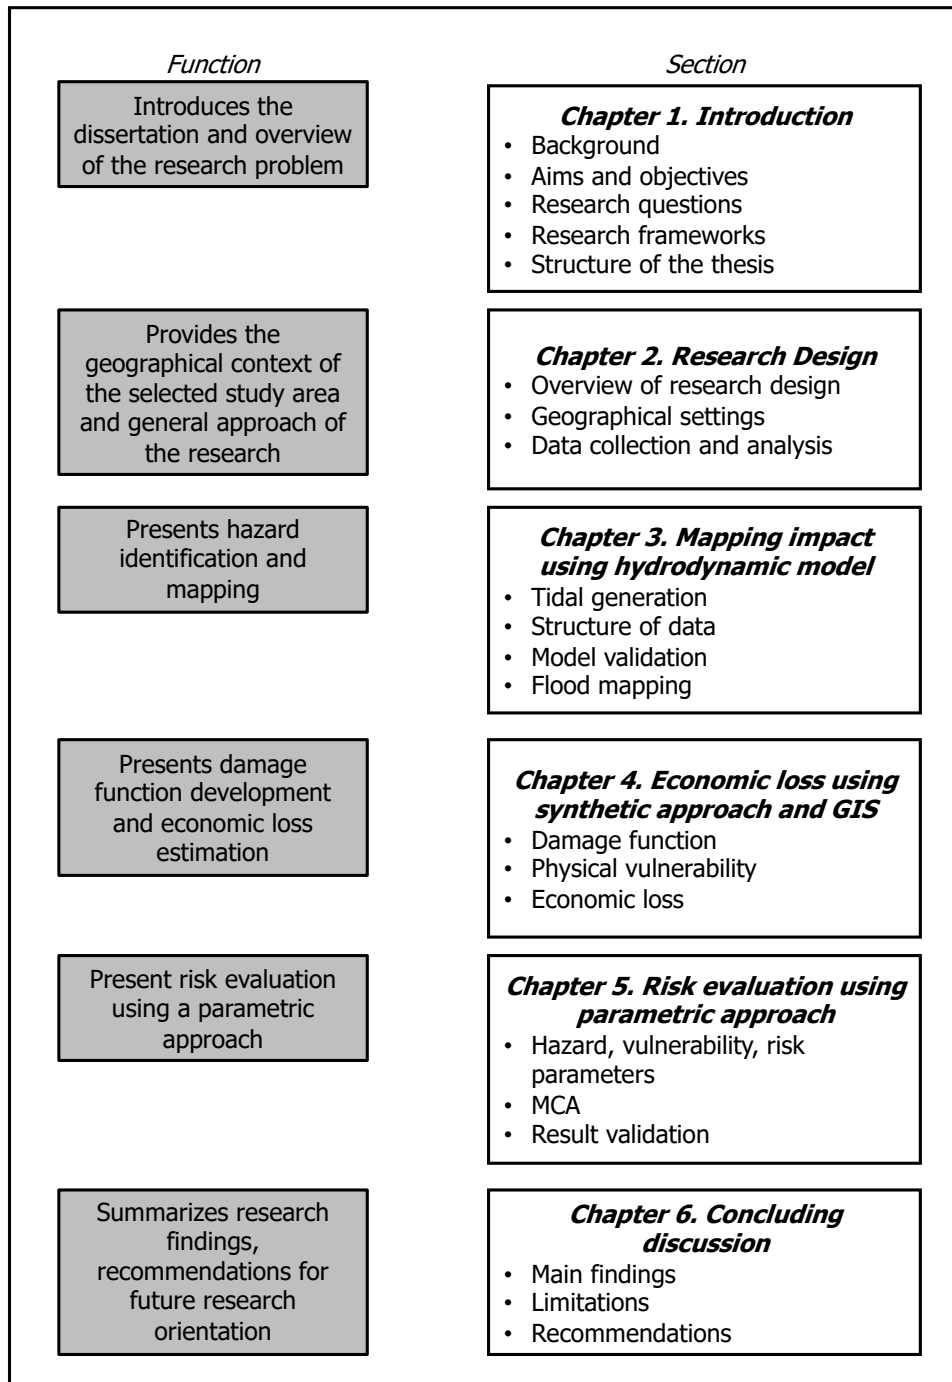 Function
Section
Introduces the
dissertation and overview
of the research problem
Chapter 1. Introduction
• Background
• Aims and objectives
• Research questions
• Research frameworks
• Structure of the thesis
Provides the
geographical context of
the selected study area
and general approach of
the research
Chapter 2. Research Design
• Overview of research design
• Geographical settings
• Data collection and analysis
Presents hazard
identification and
mapping
Chapter 3. Mapping impact
using hydrodynamic model
• Tidal generation
• Structure of data
• Model validation
• Flood mapping
Presents damage
function development
and economic loss
estimation
Chapter 4. Economic loss using
synthetic approach and GIS
• Damage function
• Physical vulnerability
• Economic loss
Present risk evaluation
using a parametric
approach
Chapter 5. Risk evaluation using
parametric approach
• Hazard, vulnerability, risk
parameters
• MCA
• Result validation
Summarizes research
findings,
recommendations for
future research
orientation
Chapter 6. Concluding
discussion
• Main findings
• Limitations
• Recommendations